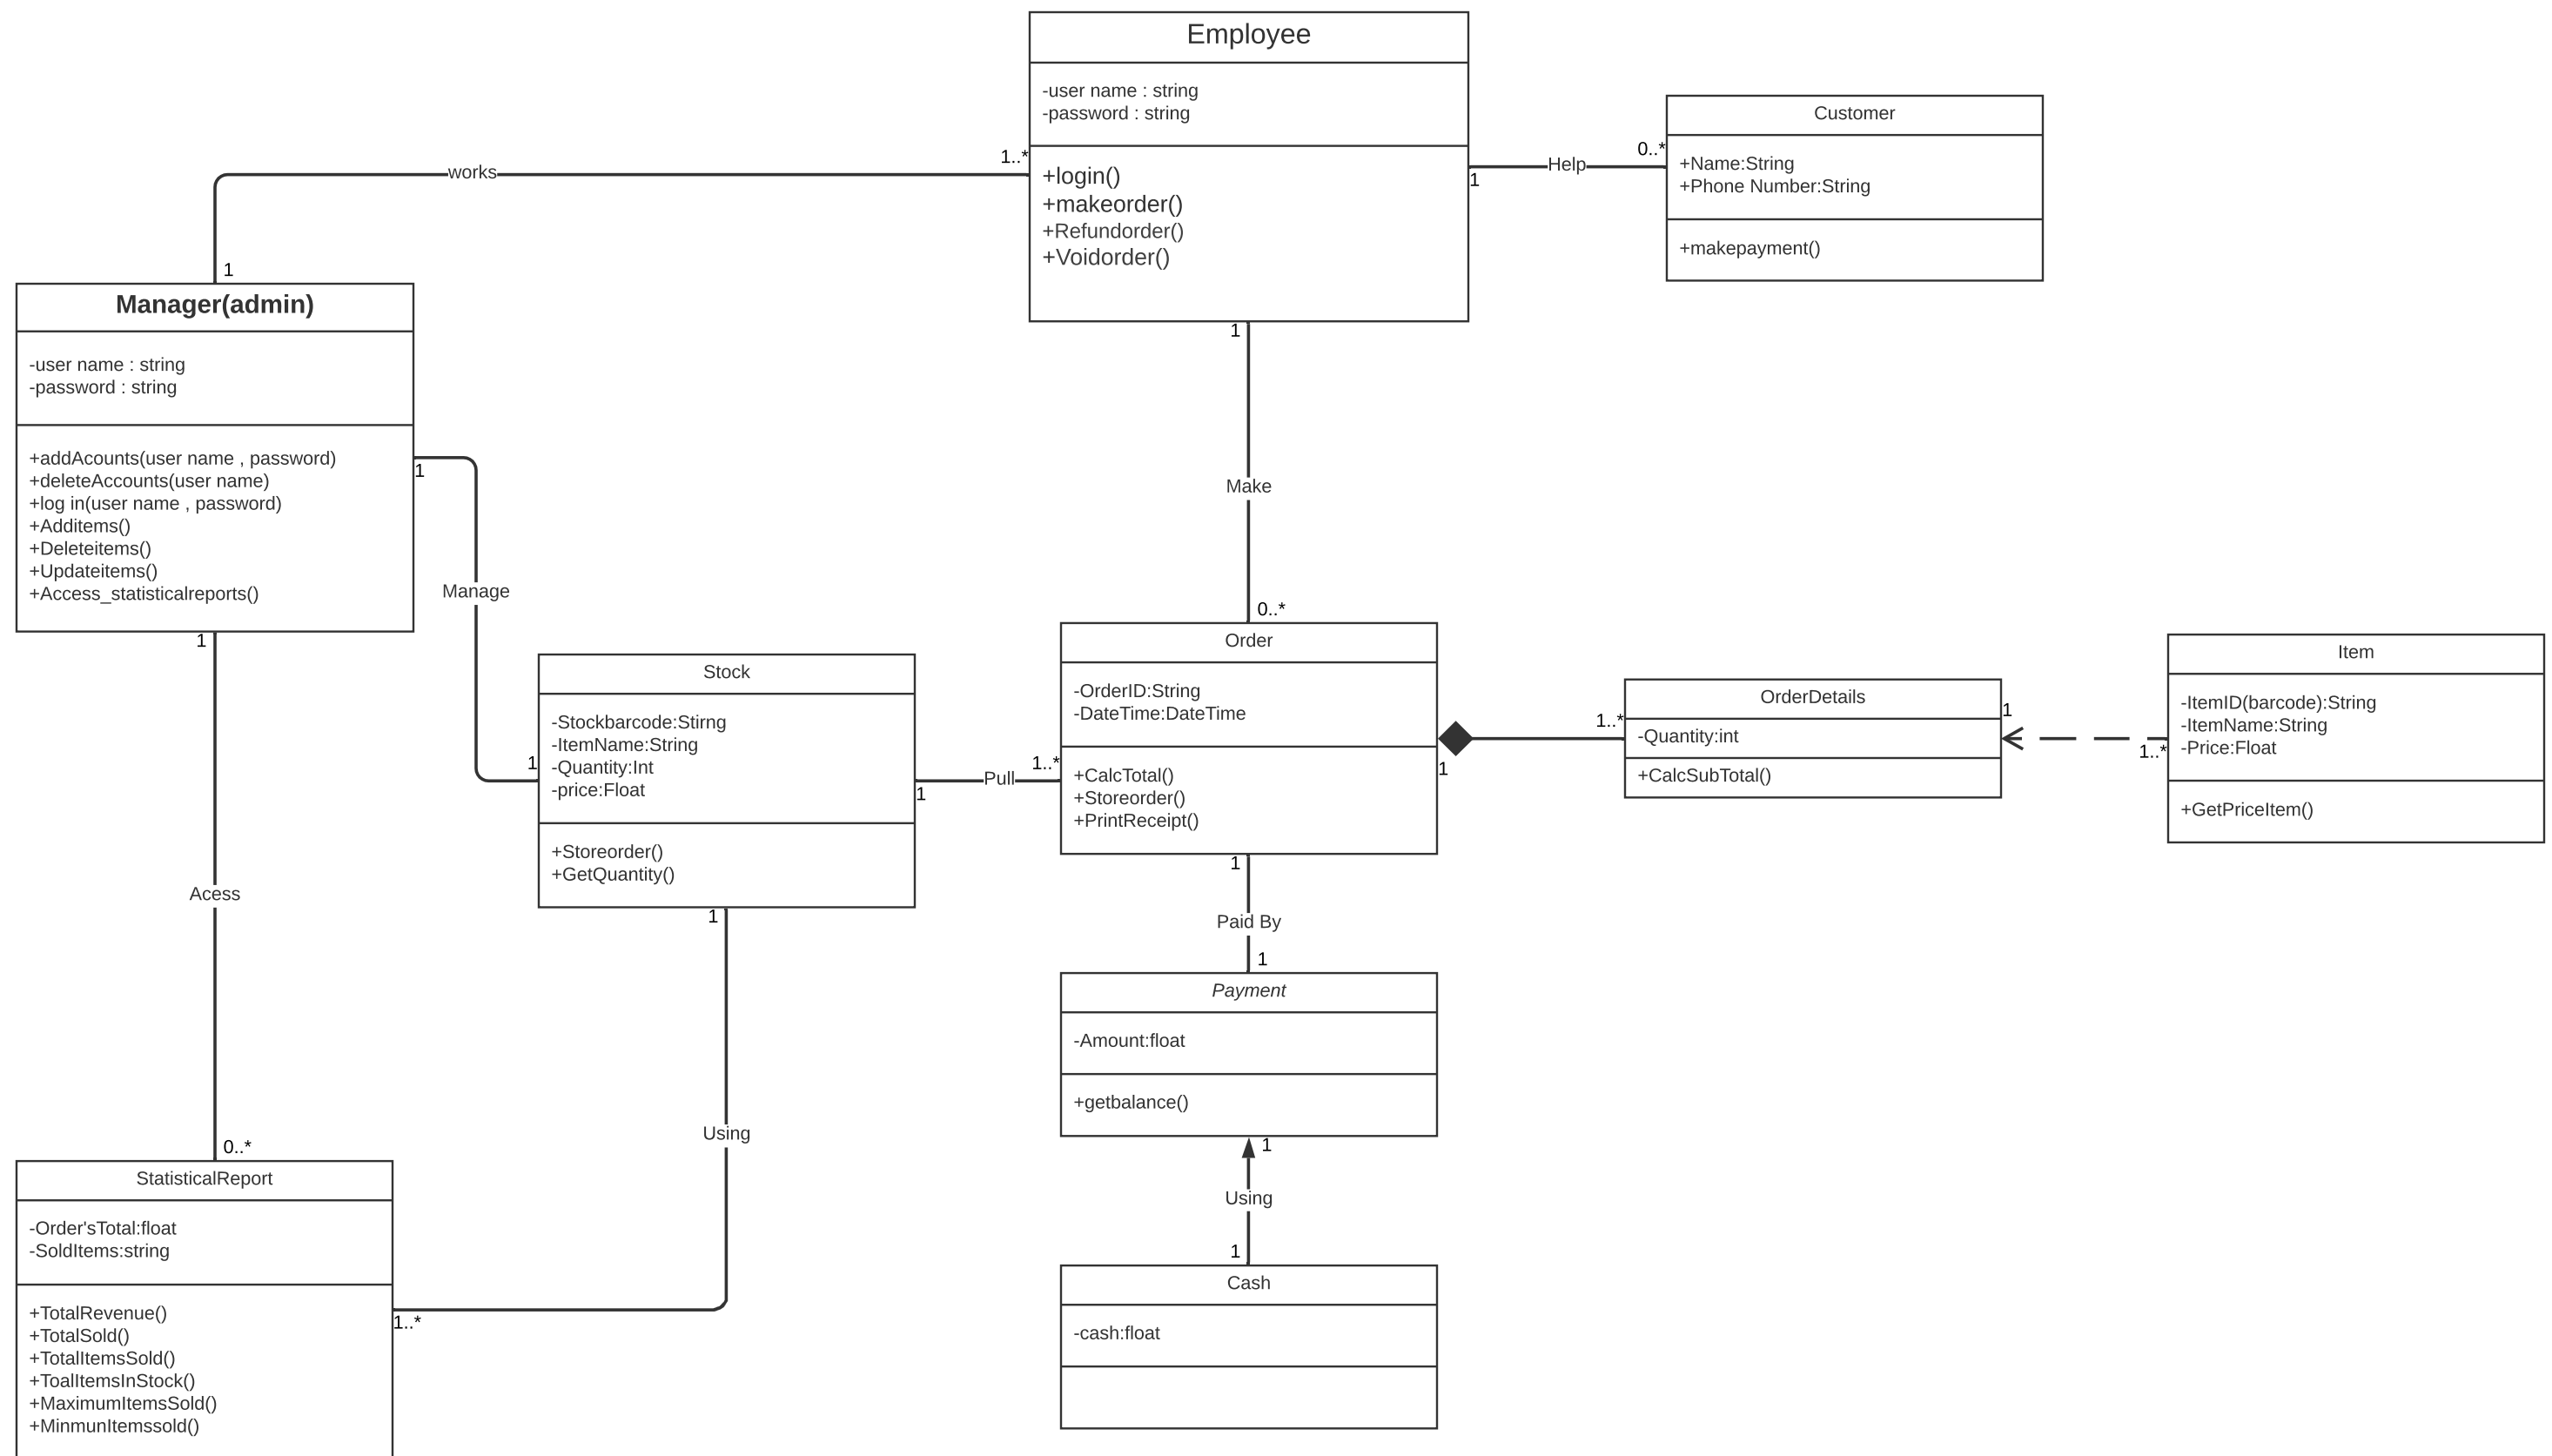 Employee
-user name : string
-password : string
+login()
+makeorder()
+Refundorder()
+Voidorder()
1..*
works
1
1
Help
0..*
Customer
+Name:String
+Phone Number:String
+makepayment()
Manager(admin)
-user name : string
-password : string
+addAcounts(user name , password)
+deleteAccounts(user name)
+log in(user name , password)
+Additems()
+Deleteitems()
+Updateitems()
+Access_statisticalreports()
1
Manage
1
1
Make
0..*
Stock
-Stockbarcode:Stirng
-ItemName:String
-Quantity:Int
-price:Float
+Storeorder()
+GetQuantity()
1
Pull
1..*
Order
-OrderID:String
-DateTime:DateTime
+CalcTotal()
+Storeorder()
+PrintReceipt()
1
1..*
OrderDetails
-Quantity:int
+CalcSubTotal()
1
1..*
Item
-ItemID(barcode):String
-ItemName:String
-Price:Float
+GetPriceItem()
1
Acess
0..*
1
Using
1..*
1
Paid By
1
Payment
-Amount:float
+getbalance()
1
Using
1
Cash
-cash:float
StatisticalReport
-Order'sTotal:float
-SoldItems:string
+TotalRevenue()
+TotalSold()
+TotalItemsSold()
+ToalItemsInStock()
+MaximumItemsSold()
+MinmunItemssold()